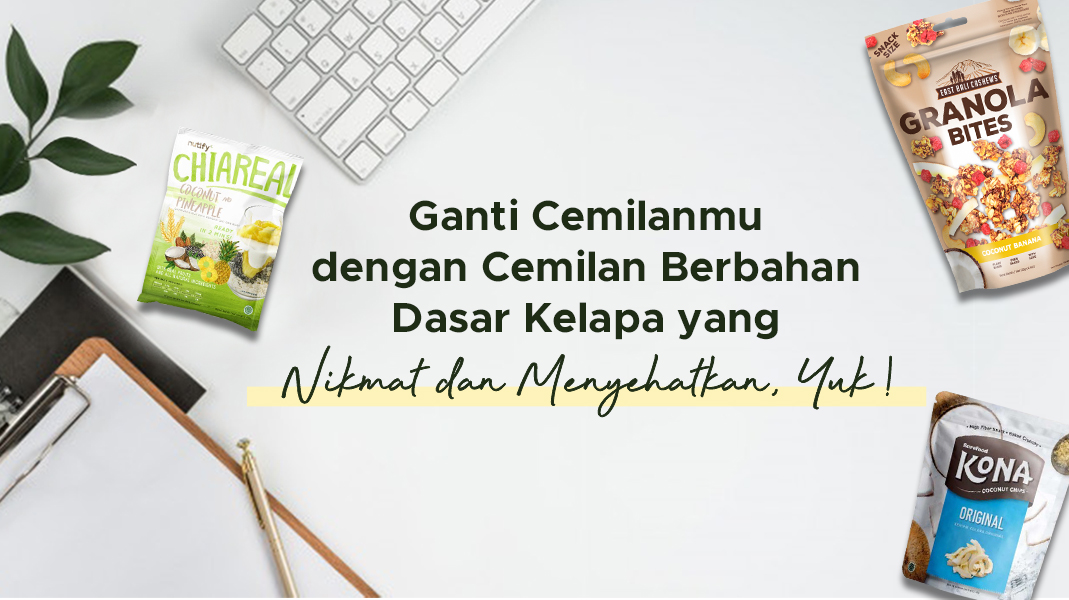 Ganti Cemilanmu
dengan Cemilan Berbahan
Dasar Kelapa yang
Nikmat dan Menyehatkan, Yuk!
nutify
CHIAREAL
COCONUT AND
PINEAPPLE
READY
IN A MINUTE
SNACK
SIZE
EAST BALI CASHEWS
GRANOLA
BITES
COCONUT BANANA
KONA
COCONUT CHIPS
ORIGINAL